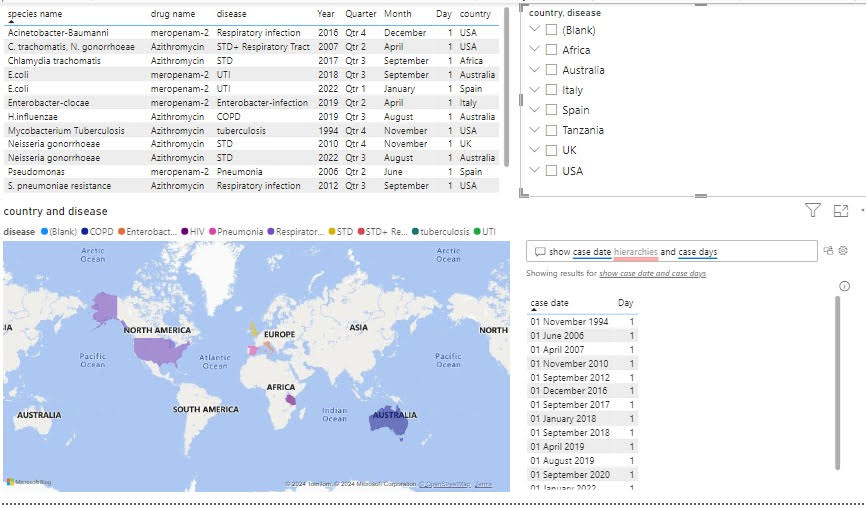 species name drug name disease Year Quarter Month Day country
Acinetobacter-Baumanni meropenam-2 Respiratory infection 2016 Qtr 4 December 1 USA
C. trachomatis, N. gonorrhoeae Azithromycin STD+ Respiratory Tract 2007 Qtr 2 April 1 USA
Chlamydia trachomatis Azithromycin STD 2017 Qtr 3 September 1 Africa
E.coli meropenam-2 UTI 2018 Qtr 3 September 1 Australia
E.coli meropenam-2 UTI 2022 Qtr 1 January 1 Spain
Enterobacter-clocae meropenam-2 Enterobacter-infection 2019 Qtr 2 April 1 Italy
H.influenzae Azithromycin COPD 2019 Qtr 3 August 1 Australia
Mycobacterium Tuberculosis Azithromycin tuberculosis 1994 Qtr 4 November 1 USA
Neisseria gonorrhoeae Azithromycin STD 2010 Qtr 4 November 1 UK
Neisseria gonorrhoeae Azithromycin STD 2022 Qtr 3 August 1 Australia
Pseudomonas meropenam-2 Pneumonia 2006 Qtr 2 June 1 Spain
S. pneumoniae resistance Azithromycin Respiratory infection 2012 Qtr 3 September 1 USA
country, disease
(Blank)
Africa
Australia
Italy
Spain
Tanzania
UK
USA
country and disease
disease (Blank) COPD Enterobact... HIV Pneumonia Respirator... STD STD+ Re... tuberculosis UTI
Arctic Ocean
Arctic Ocean
IA
NORTH AMERICA
EUROPE
ASIA
NORTH
Pacific Ocean
Atlantic Ocean
Pacific Ocean
AFRICA
AUSTRALIA
SOUTH AMERICA
Indian Ocean
AUSTRALIA
Microsoft Bing
© 2024 TomTom, © 2024 Microsoft Corporation, © OpenStreetMap Terms
show case date hierarchies and case days
Showing results for show case date and case days
case date Day
01 November 1994 1
01 June 2006 1
01 April 2007 1
01 November 2010 1
01 September 2012 1
01 December 2016 1
01 September 2017 1
01 January 2018 1
01 September 2018 1
01 April 2019 1
01 August 2019 1
01 September 2020 1
01 January 2022 1